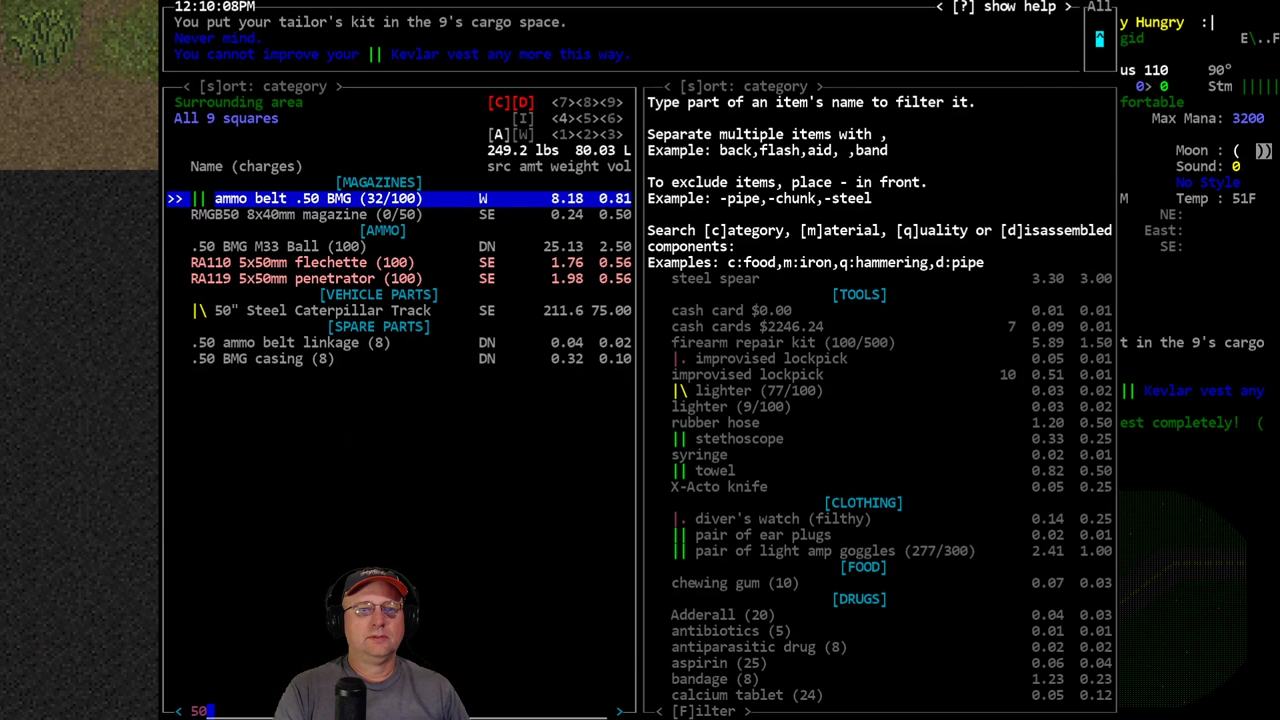 12:10:08PM
< [?] show help >
All
You put your tailor's kit in the 9's cargo space.
Never mind.
You cannot improve your || Kevlar vest any more this way.
y Hungry :|
gid E\..F
us 110 90°
0> 0 Stm |||||
fortable
Max Mana: 3200
Moon : ( ))
Sound: 0
No Style
M Temp : 51F
NE:
East:
SE:
t in the 9's cargo
|| Kevlar vest any
est completely! (
< [s]ort: category >
Surrounding area [C][D] <7><8><9>
All 9 squares [I] <4><5><6>
[A][W] <1><2><3>
249.2 lbs 80.03 L
Name (charges) src amt weight vol
[MAGAZINES]
>> || ammo belt .50 BMG (32/100) W 8.18 0.81
RMGB50 8x40mm magazine (0/50) SE 0.24 0.50
[AMMO]
.50 BMG M33 Ball (100) DN 25.13 2.50
RA110 5x50mm flechette (100) SE 1.76 0.56
RA119 5x50mm penetrator (100) SE 1.98 0.56
[VEHICLE PARTS]
|\ 50" Steel Caterpillar Track SE 211.6 75.00
[SPARE PARTS]
.50 ammo belt linkage (8) DN 0.04 0.02
.50 BMG casing (8) DN 0.32 0.10
< 50 >
< [s]ort: category >
Type part of an item's name to filter it.
Separate multiple items with ,
Example: back,flash,aid, ,band
To exclude items, place - in front.
Example: -pipe,-chunk,-steel
Search [c]ategory, [m]aterial, [q]uality or [d]isassembled
components:
Examples: c:food,m:iron,q:hammering,d:pipe
steel spear 3.30 3.00
[TOOLS]
cash card $0.00 0.01 0.01
cash cards $2246.24 7 0.09 0.01
firearm repair kit (100/500) 5.89 1.50
|. improvised lockpick 0.05 0.01
improvised lockpick 10 0.51 0.01
|\ lighter (77/100) 0.03 0.02
lighter (9/100) 0.03 0.02
rubber hose 1.20 0.50
|| stethoscope 0.33 0.25
syringe 0.02 0.01
|| towel 0.82 0.50
X-Acto knife 0.05 0.25
[CLOTHING]
|. diver's watch (filthy) 0.14 0.25
|| pair of ear plugs 0.02 0.01
|| pair of light amp goggles (277/300) 2.41 1.00
[FOOD]
chewing gum (10) 0.07 0.03
[DRUGS]
Adderall (20) 0.04 0.03
antibiotics (5) 0.01 0.01
antiparasitic drug (8) 0.02 0.02
aspirin (25) 0.06 0.04
bandage (8) 1.23 0.23
calcium tablet (24) 0.05 0.12
< [F]ilter >